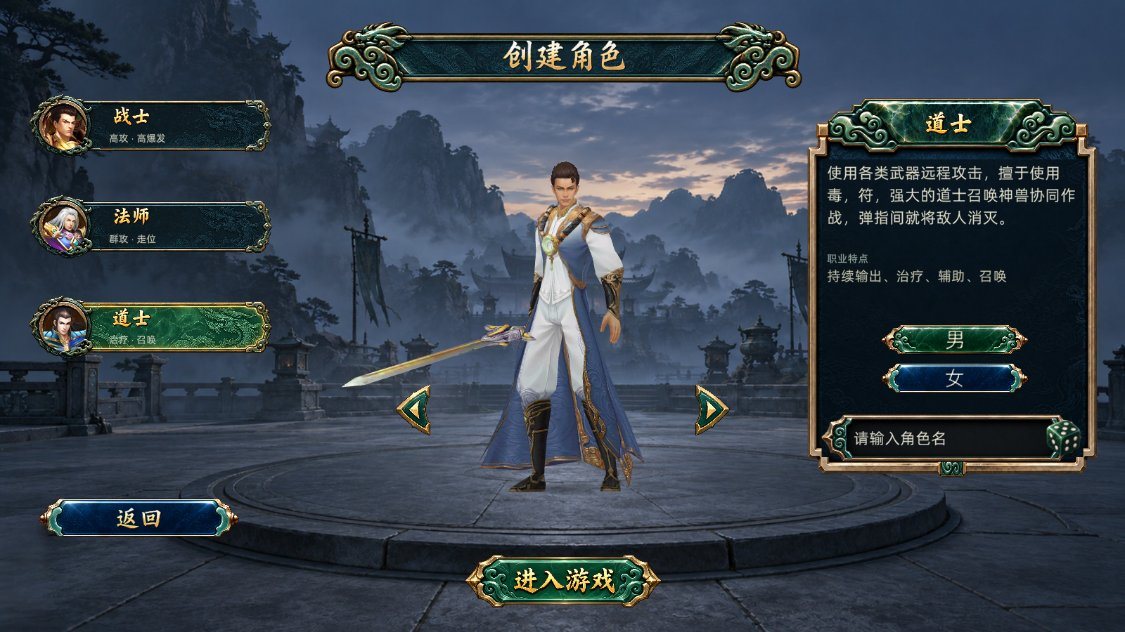 创建角色
战士
高攻·高爆发
法师
群攻·走位
道士
治疗·召唤
道士
使用各类武器远程攻击，擅于使用
毒，符，强大的道士召唤神兽协同作
战，弹指间就将敌人消灭。
职业特点
持续输出、治疗、辅助、召唤
男
女
请输入角色名
返回
进入游戏